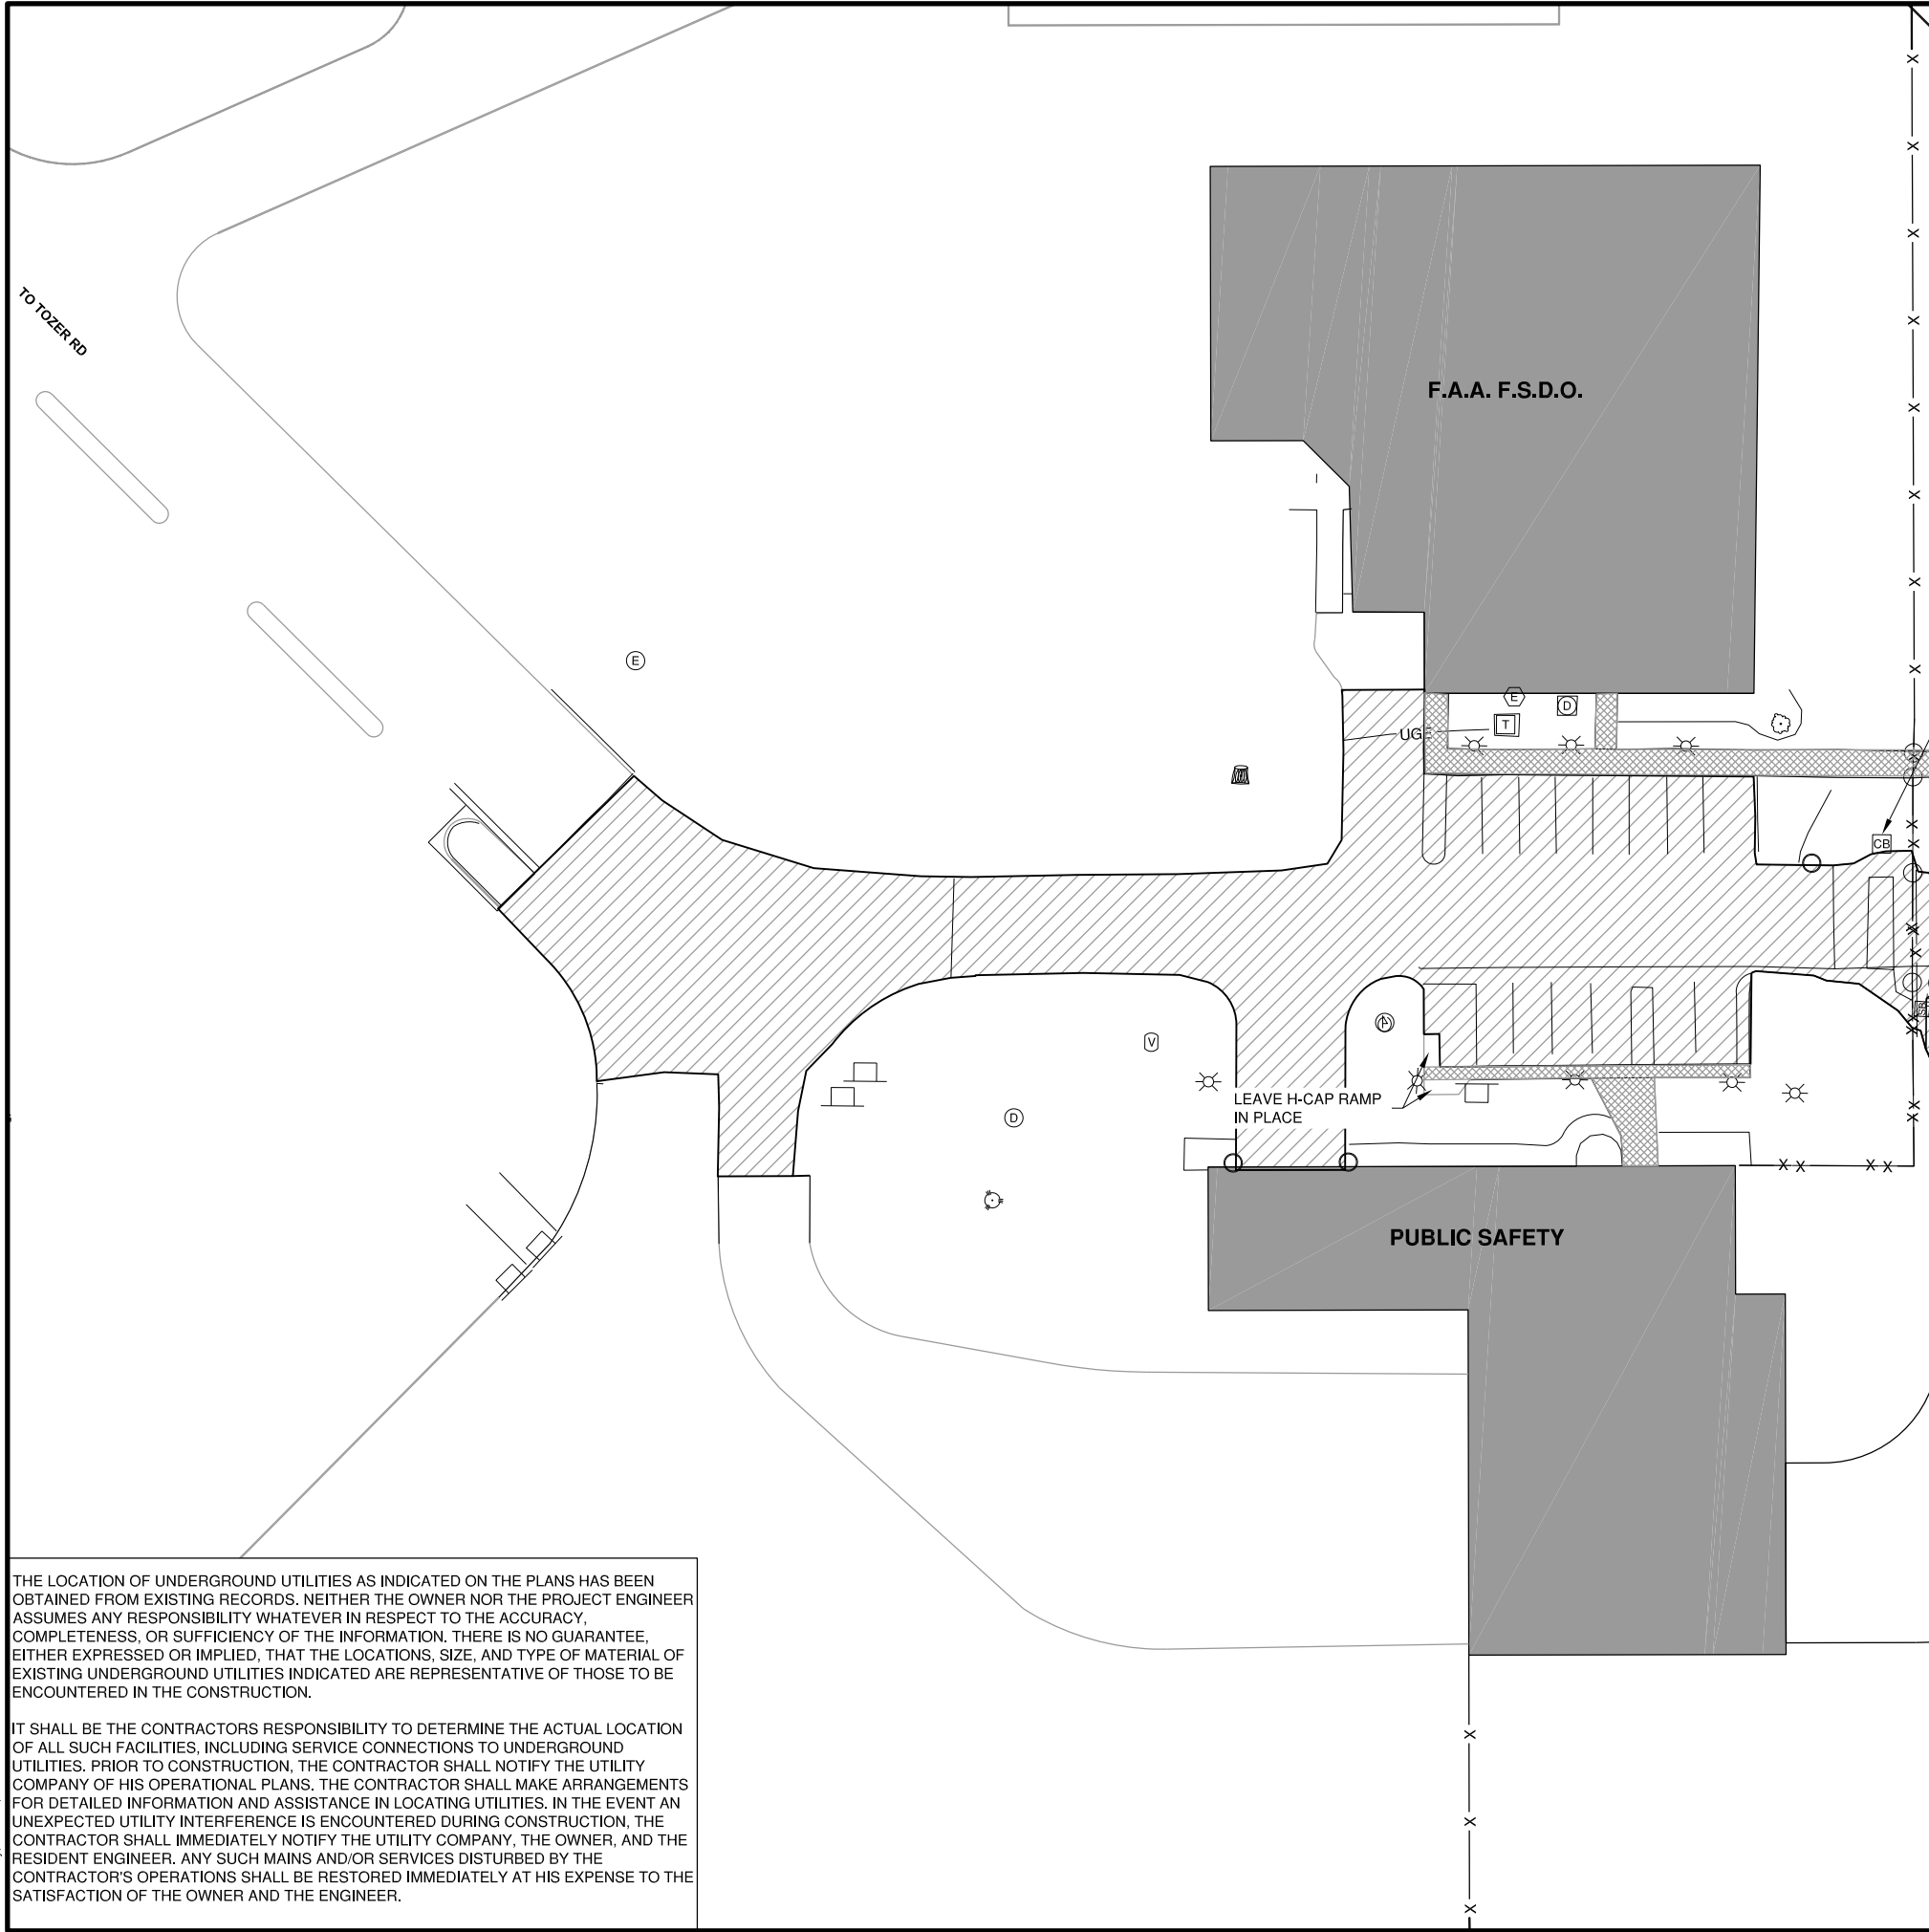 TO TOZER RD
F.A.A. F.S.D.O.
E
E
D
T
UGE
CB
V
D
LEAVE H-CAP RAMP
IN PLACE
PUBLIC SAFETY
THE LOCATION OF UNDERGROUND UTILITIES AS INDICATED ON THE PLANS HAS BEEN
OBTAINED FROM EXISTING RECORDS. NEITHER THE OWNER NOR THE PROJECT ENGINEER
ASSUMES ANY RESPONSIBILITY WHATEVER IN RESPECT TO THE ACCURACY,
COMPLETENESS, OR SUFFICIENCY OF THE INFORMATION. THERE IS NO GUARANTEE,
EITHER EXPRESSED OR IMPLIED, THAT THE LOCATIONS, SIZE, AND TYPE OF MATERIAL OF
EXISTING UNDERGROUND UTILITIES INDICATED ARE REPRESENTATIVE OF THOSE TO BE
ENCOUNTERED IN THE CONSTRUCTION.
IT SHALL BE THE CONTRACTORS RESPONSIBILITY TO DETERMINE THE ACTUAL LOCATION
OF ALL SUCH FACILITIES, INCLUDING SERVICE CONNECTIONS TO UNDERGROUND
UTILITIES. PRIOR TO CONSTRUCTION, THE CONTRACTOR SHALL NOTIFY THE UTILITY
COMPANY OF HIS OPERATIONAL PLANS. THE CONTRACTOR SHALL MAKE ARRANGEMENTS
FOR DETAILED INFORMATION AND ASSISTANCE IN LOCATING UTILITIES. IN THE EVENT AN
UNEXPECTED UTILITY INTERFERENCE IS ENCOUNTERED DURING CONSTRUCTION, THE
CONTRACTOR SHALL IMMEDIATELY NOTIFY THE UTILITY COMPANY, THE OWNER, AND THE
RESIDENT ENGINEER. ANY SUCH MAINS AND/OR SERVICES DISTURBED BY THE
CONTRACTOR'S OPERATIONS SHALL BE RESTORED IMMEDIATELY AT HIS EXPENSE TO THE
SATISFACTION OF THE OWNER AND THE ENGINEER.